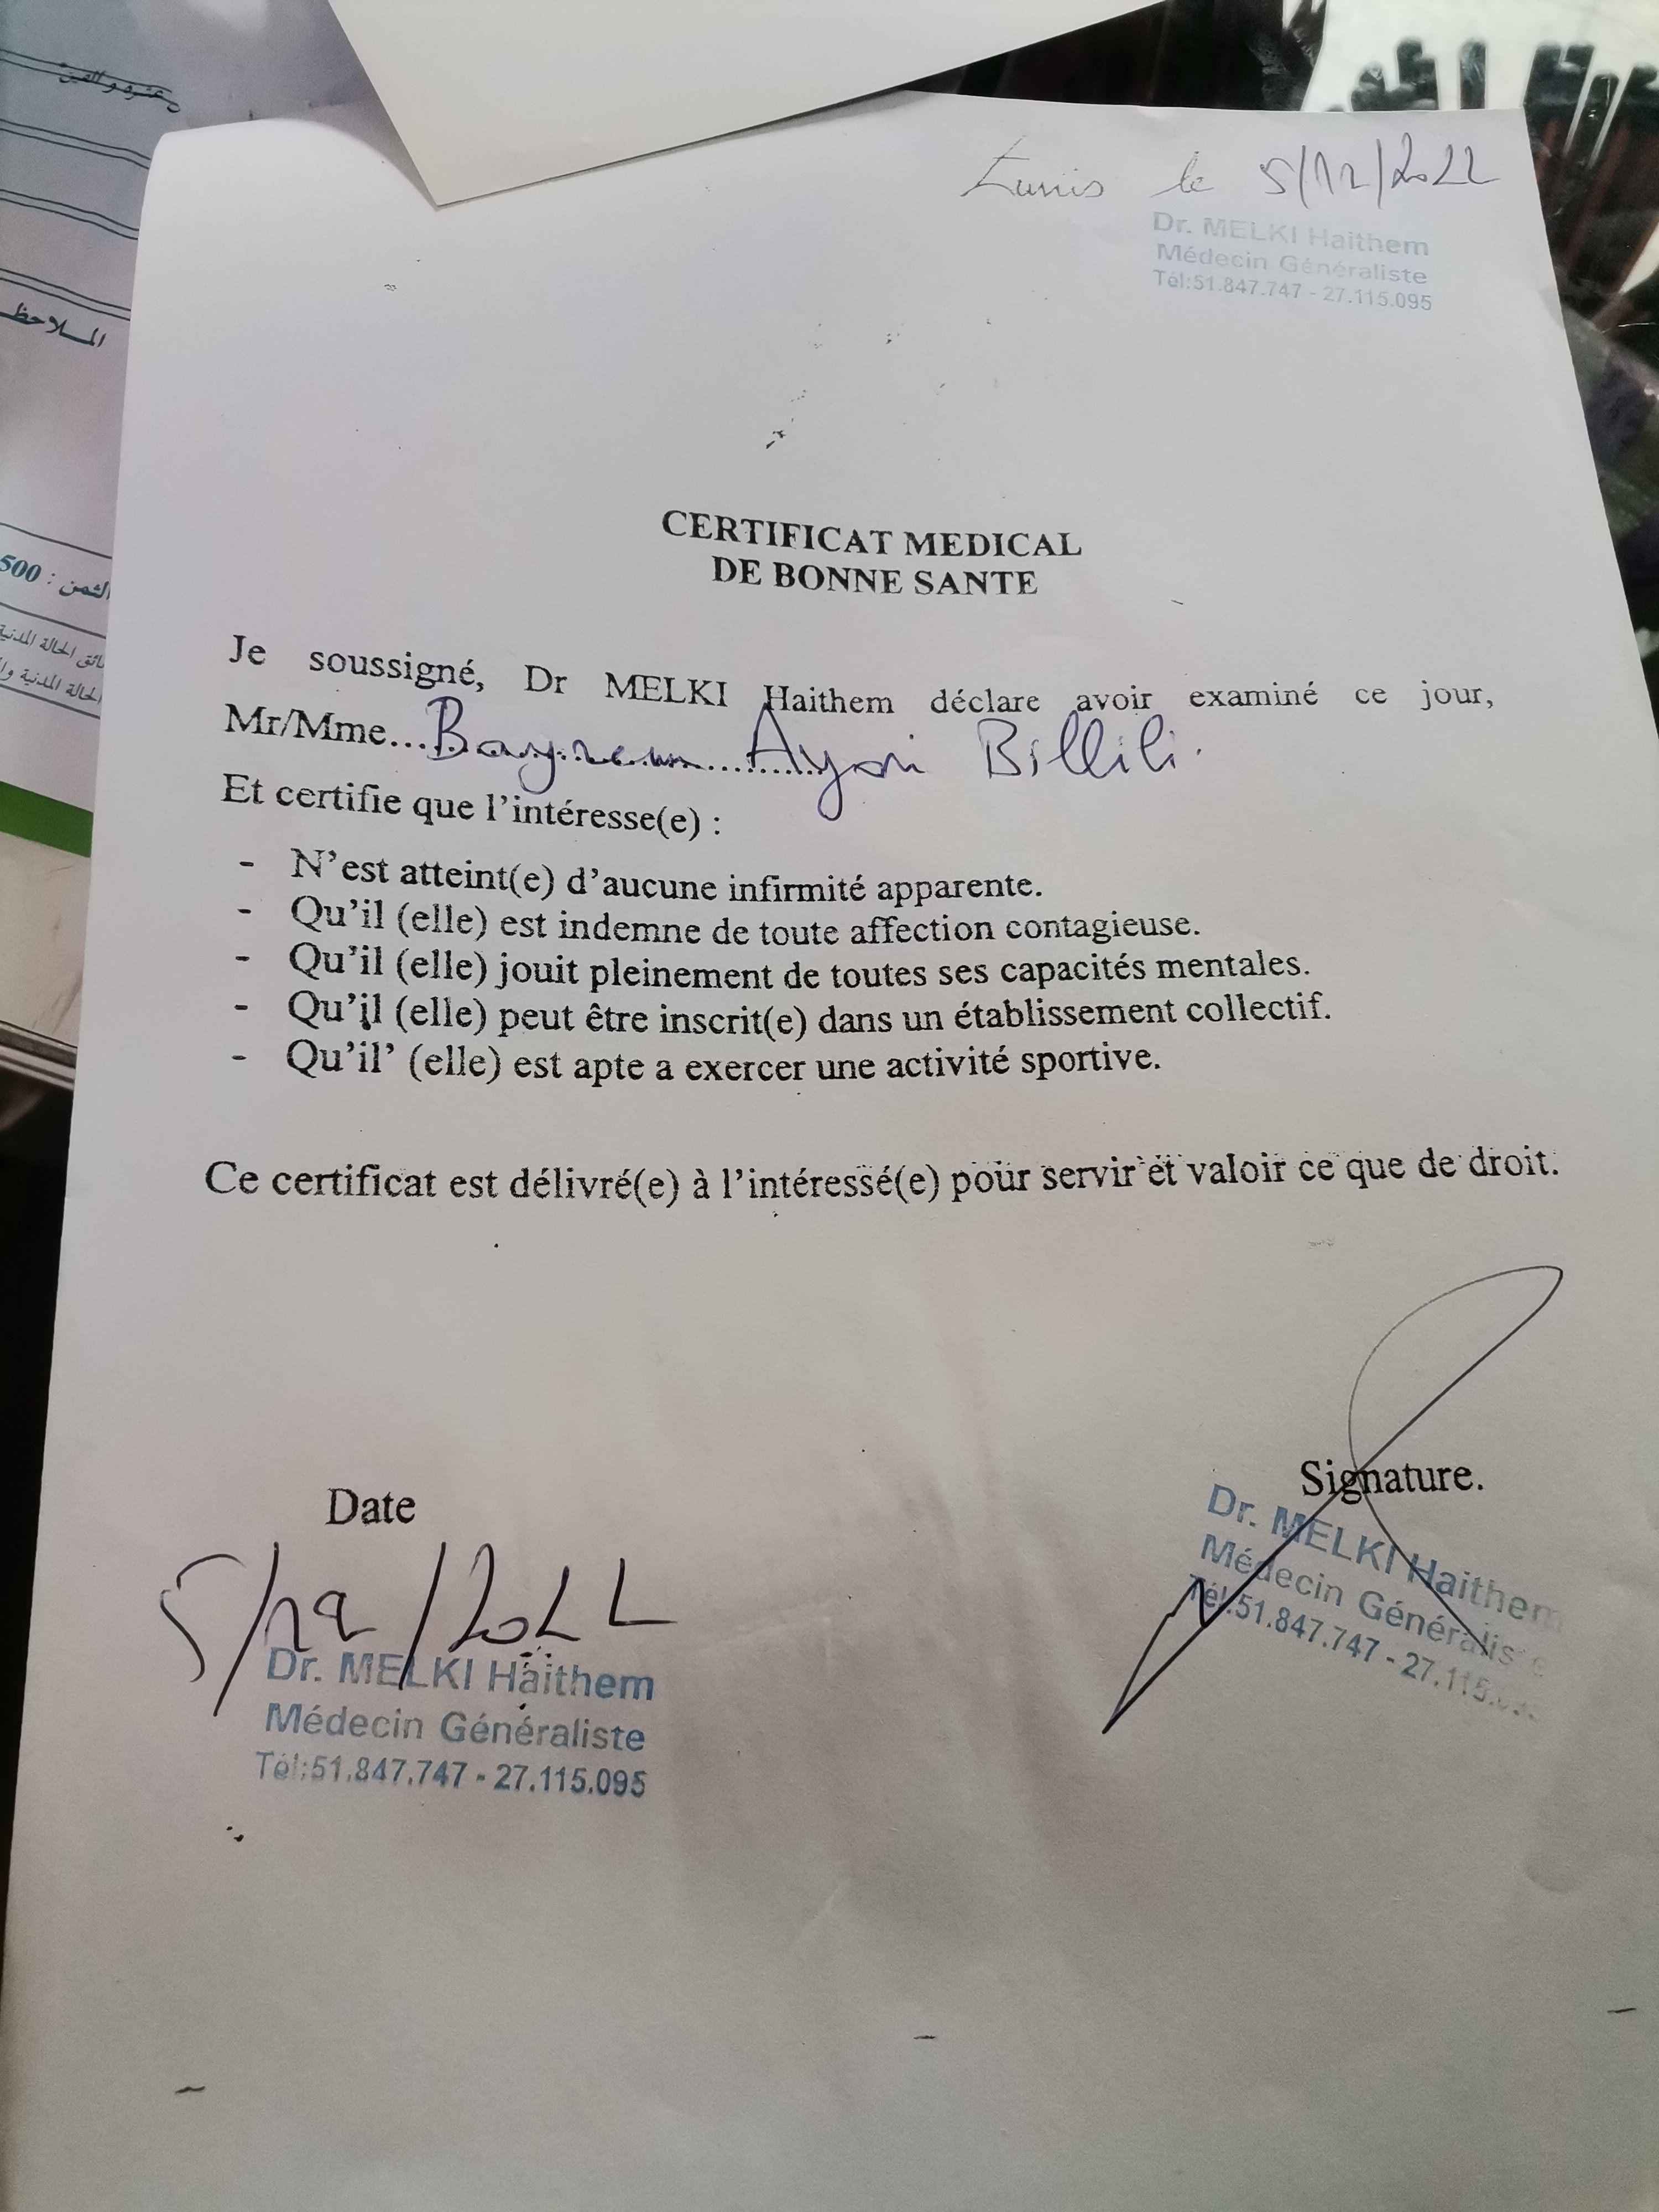 Tunis le 5/12/2022
Dr. MELKI Haithem
Médecin Généraliste
Tél:51.847.747 - 27.115.095
CERTIFICAT MEDICAL
DE BONNE SANTE
Je soussigné, Dr MELKI Haithem déclare avoir examiné ce jour,
Mr/Mme... Bayrem Billili.
Et certifie que l'intéresse(e) :
- N'est atteint(e) d'aucune infirmité apparente.
- Qu'il (elle) est indemne de toute affection contagieuse.
- Qu'il (elle) jouit pleinement de toutes ses capacités mentales.
- Qu'il (elle) peut être inscrit(e) dans un établissement collectif.
- Qu'il' (elle) est apte a exercer une activité sportive.
Ce certificat est délivré(e) à l'intéressé(e) pour servir et valoir ce que de droit.
Date
5/12/2022
Dr. MELKI Haithem
Médecin Généraliste
Tél:51.847.747 - 27.115.095
Signature.
Dr. MELKI Haithem
Médecin Généraliste
Tél:51.847.747 - 27.115.
الثمن : 500
الحالة المدنية
الحالة المدنية